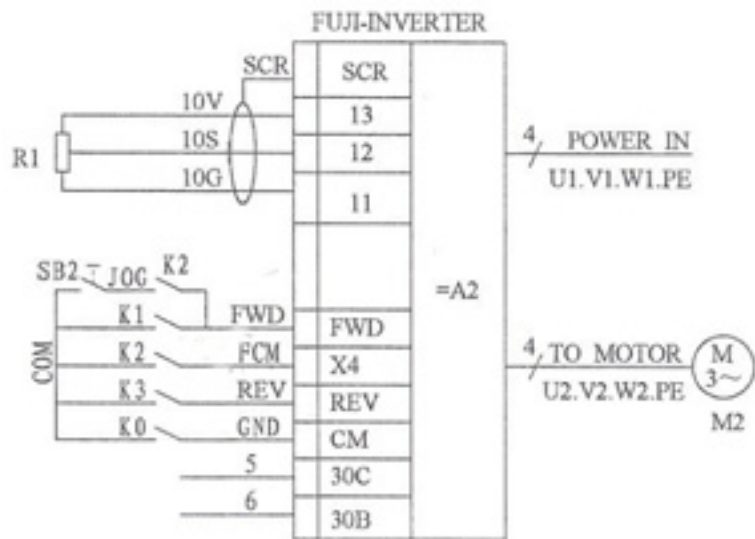 FUJI-INVERTER
SCR SCR
10V 13
R1 10S 12
10G 11
4 POWER IN
U1.V1.W1.PE
=A2
SB2 JOG K2
COM
K1 FWD FWD
K2 FCM X4
K3 REV REV
K0 GND CM
5 30C
6 30B
4 TO MOTOR
U2.V2.W2.PE
M
3~
M2